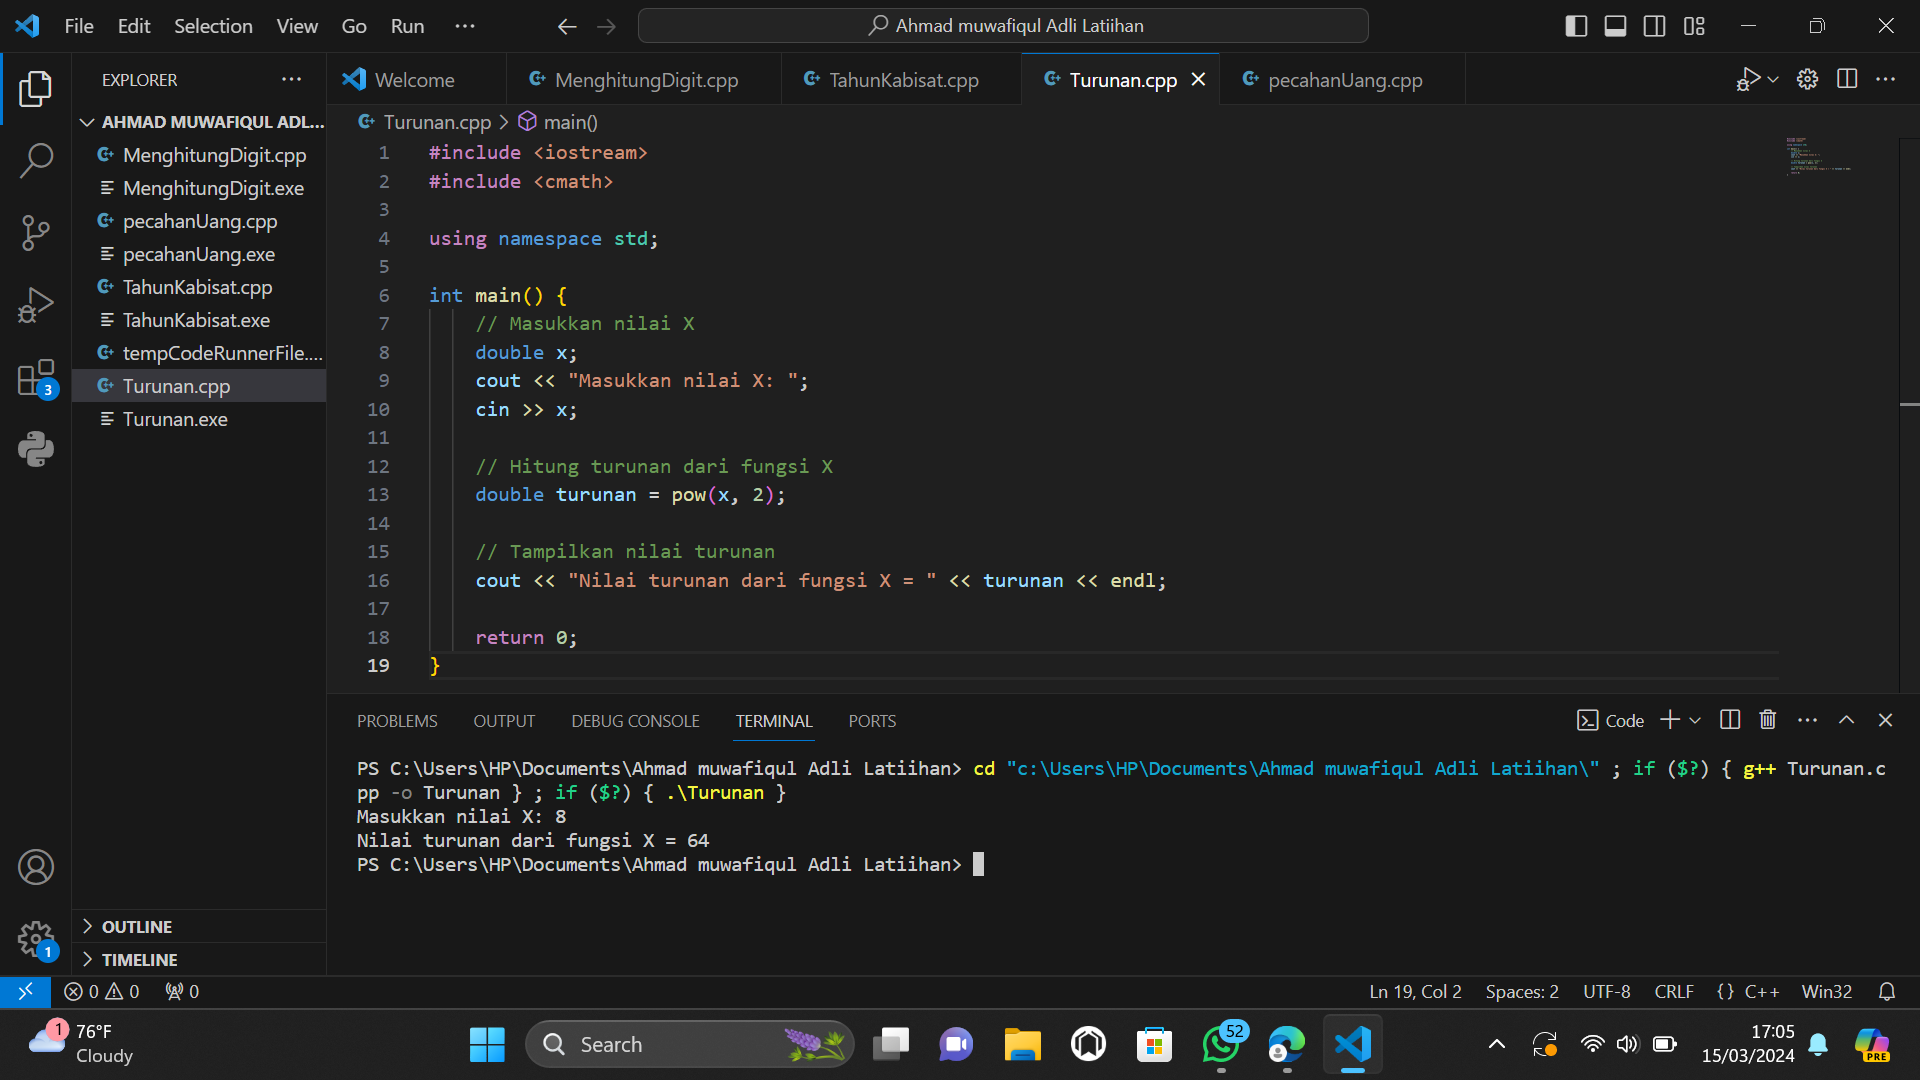 File Edit Selection View Go Run ···
Ahmad muwafiqul Adli Latiihan
EXPLORER ···
Welcome
MenghitungDigit.cpp
TahunKabisat.cpp
Turunan.cpp
pecahanUang.cpp
AHMAD MUWAFIQUL ADL...
MenghitungDigit.cpp
MenghitungDigit.exe
pecahanUang.cpp
pecahanUang.exe
TahunKabisat.cpp
TahunKabisat.exe
tempCodeRunnerFile....
Turunan.cpp
Turunan.exe
3
OUTLINE
TIMELINE
1
Turunan.cpp > main()
1 #include <iostream>
2 #include <cmath>
3
4 using namespace std;
5
6 int main() {
7 // Masukkan nilai X
8 double x;
9 cout << "Masukkan nilai X: ";
10 cin >> x;
11
12 // Hitung turunan dari fungsi X
13 double turunan = pow(x, 2);
14
15 // Tampilkan nilai turunan
16 cout << "Nilai turunan dari fungsi X = " << turunan << endl;
17
18 return 0;
19 }
PROBLEMS OUTPUT DEBUG CONSOLE TERMINAL PORTS
Code
PS C:\Users\HP\Documents\Ahmad muwafiqul Adli Latiihan> cd "c:\Users\HP\Documents\Ahmad muwafiqul Adli Latiihan\" ; if ($?) { g++ Turunan.c
pp -o Turunan } ; if ($?) { .\Turunan }
Masukkan nilai X: 8
Nilai turunan dari fungsi X = 64
PS C:\Users\HP\Documents\Ahmad muwafiqul Adli Latiihan>
0 0 0
Ln 19, Col 2 Spaces: 2 UTF-8 CRLF {} C++ Win32
1
76°F
Cloudy
Search
52
17:05
15/03/2024
PRE